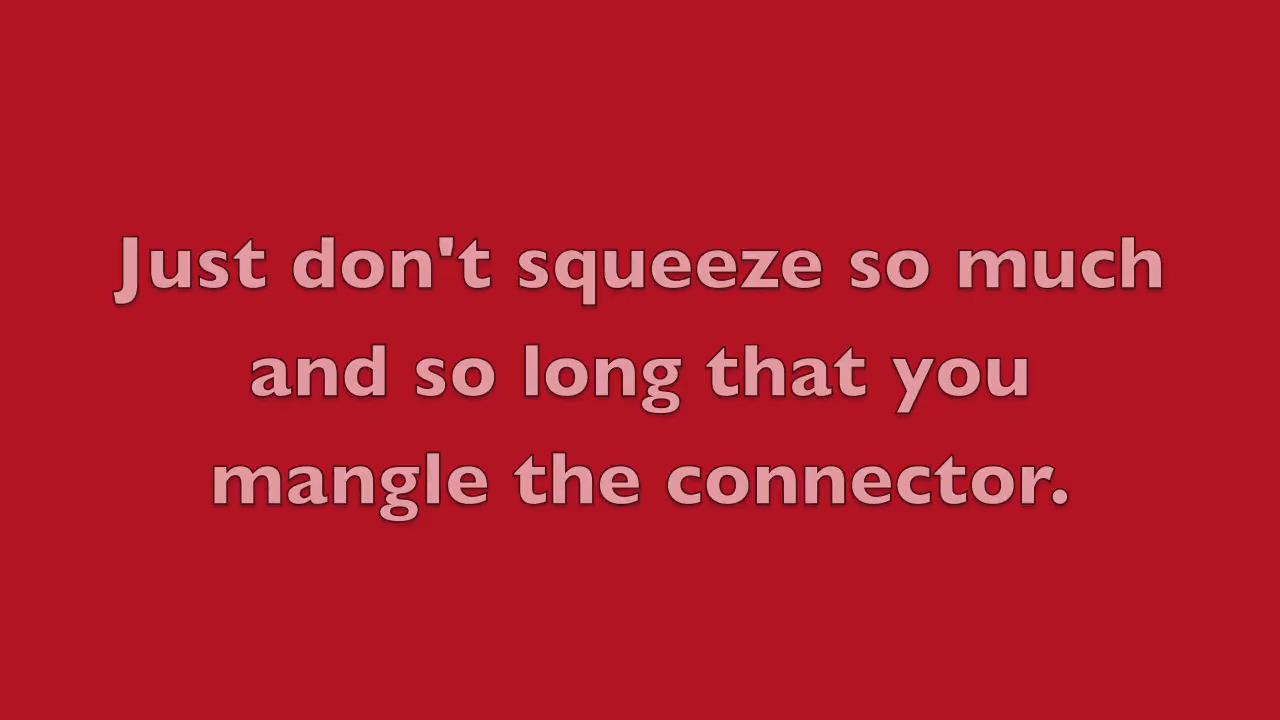 Just don't squeeze so much
and so long that you
mangle the connector.